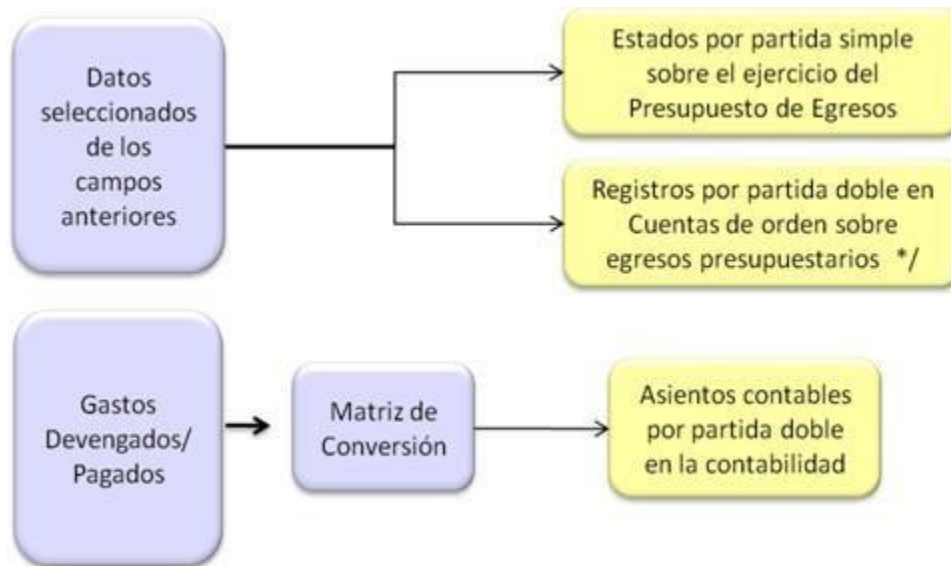 Datos
seleccionados
de los
campos
anteriores
Estados por partida simple
sobre el ejercicio del
Presupuesto de Egresos
Registros por partida doble en
Cuentas de orden sobre
egresos presupuestarios */
Gastos
Devengados/
Pagados
Matriz de
Conversión
Asientos contables
por partida doble
en la contabilidad